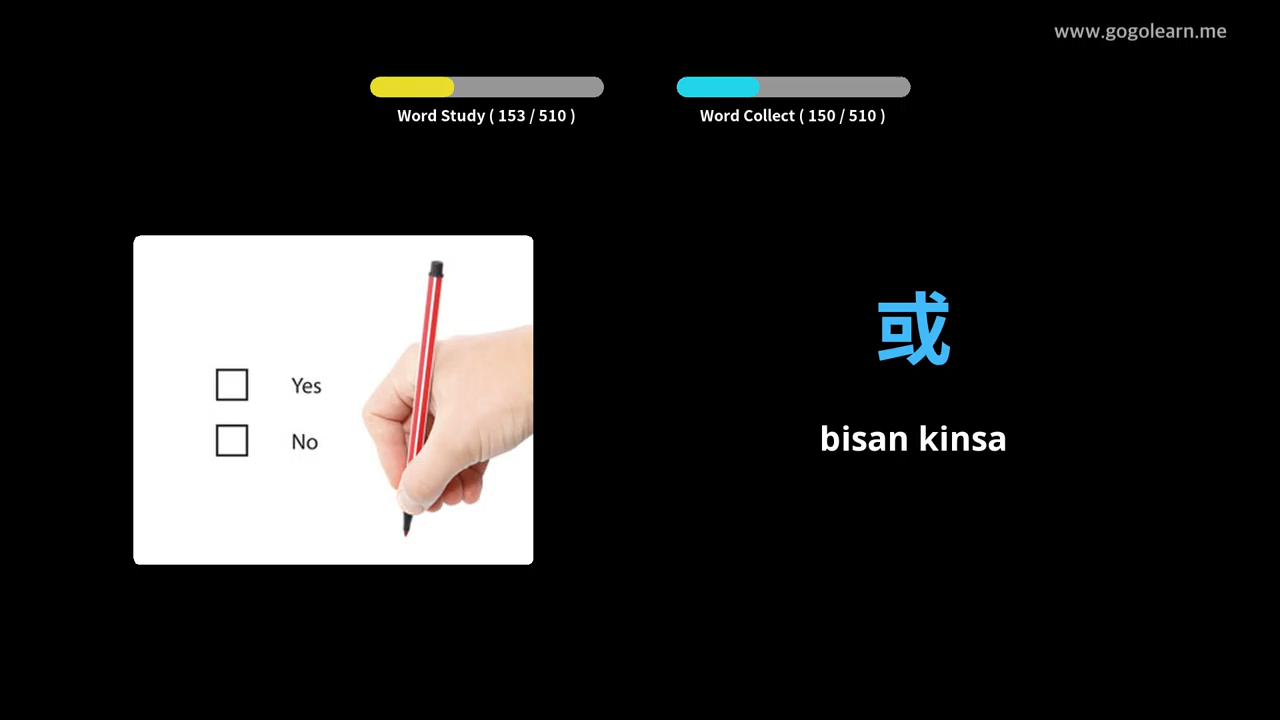 www.gogolearn.me
Word Study ( 153 / 510 )
Word Collect ( 150 / 510 )
Yes
No
或
bisan kinsa